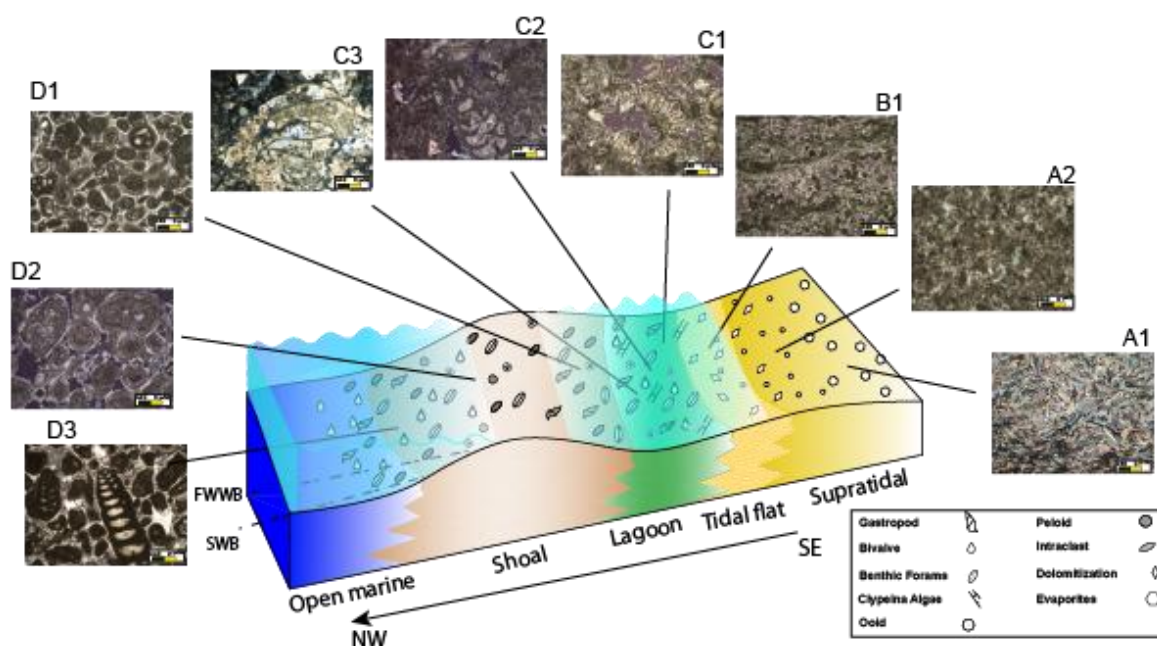 C2
C1
C3
D1
B1
A2
D2
A1
D3
FWWB
SWB
Supratidal
Tidal flat
Lagoon
Shoal
Open marine
SE
NW
Gastropod
Peloid
Bivalve
Intraclast
Benthic Forams
Dolomitization
Clypeina Algae
Evaporites
Ooid